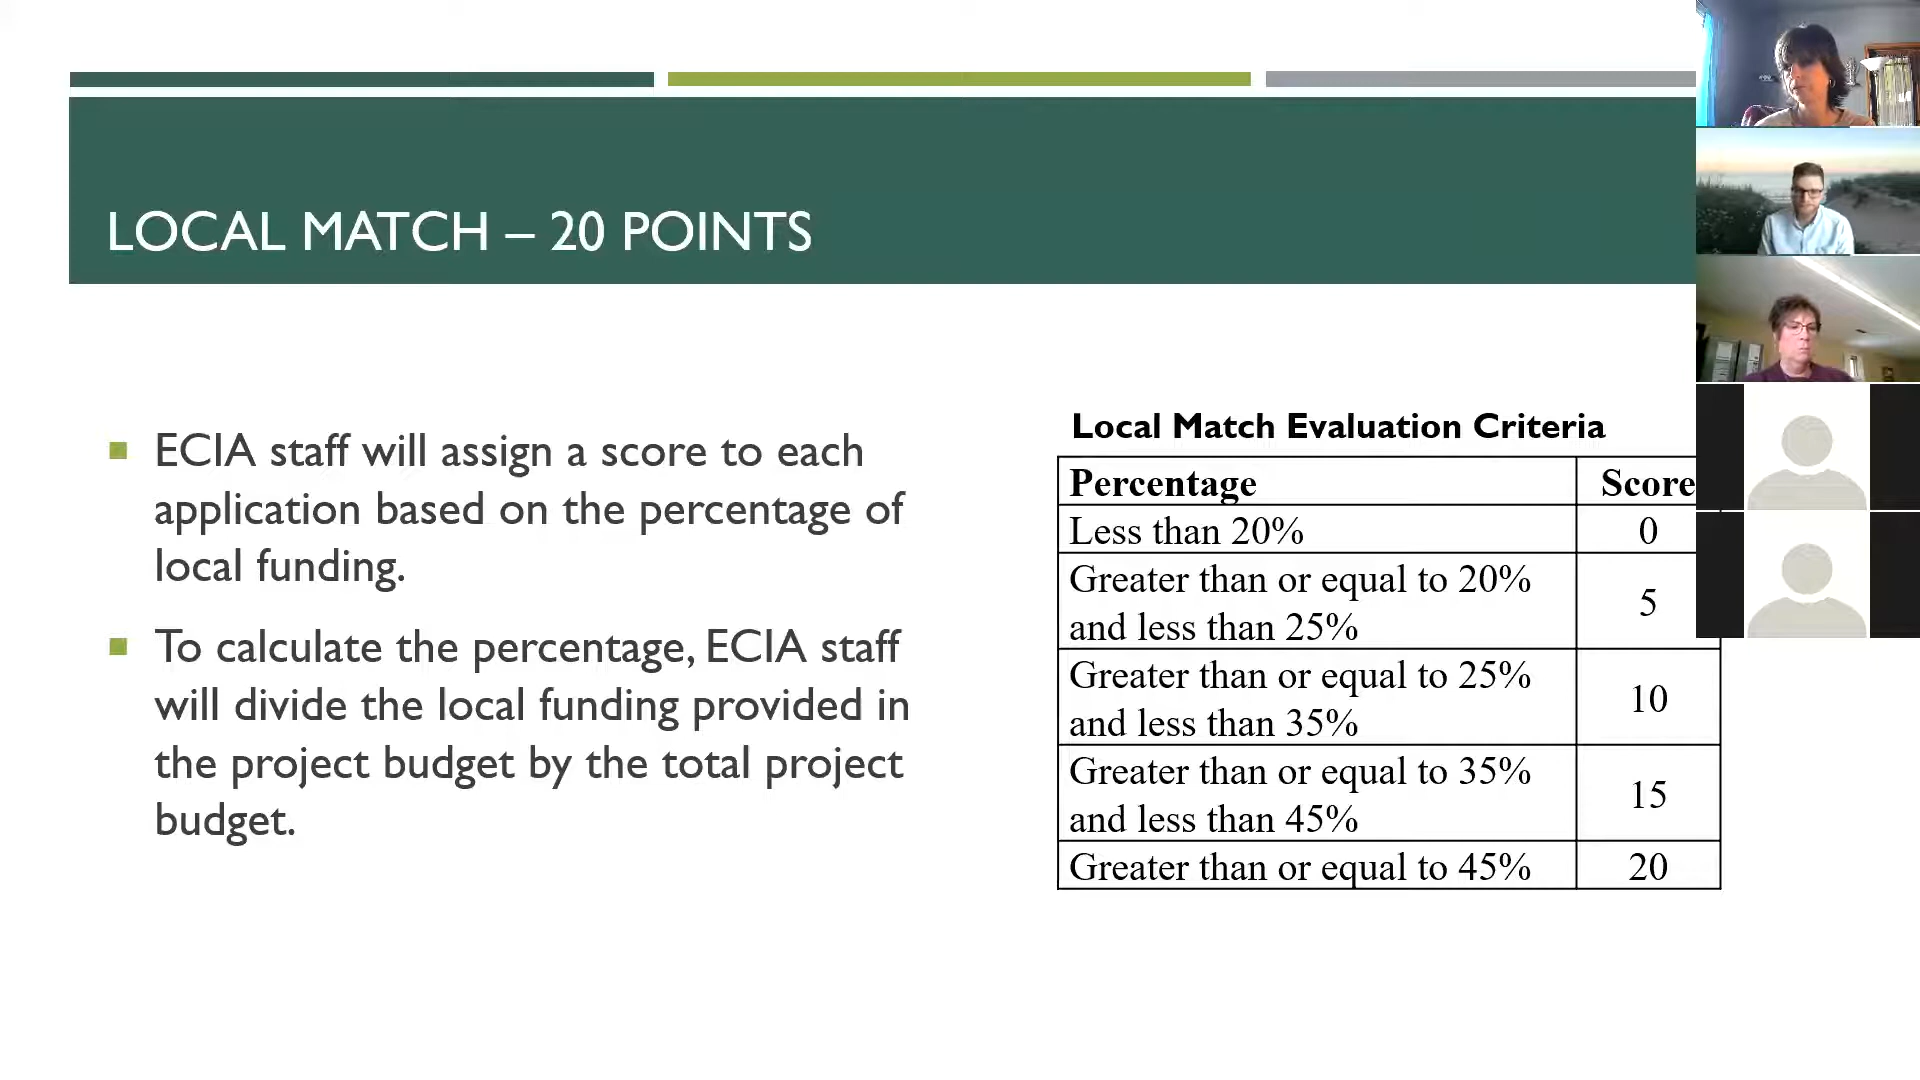 LOCAL MATCH – 20 POINTS
ECIA staff will assign a score to each
application based on the percentage of
local funding.
To calculate the percentage, ECIA staff
will divide the local funding provided in
the project budget by the total project
budget.
Local Match Evaluation Criteria
Percentage Score
Less than 20% 0
Greater than or equal to 20%
and less than 25% 5
Greater than or equal to 25%
and less than 35% 10
Greater than or equal to 35%
and less than 45% 15
Greater than or equal to 45% 20